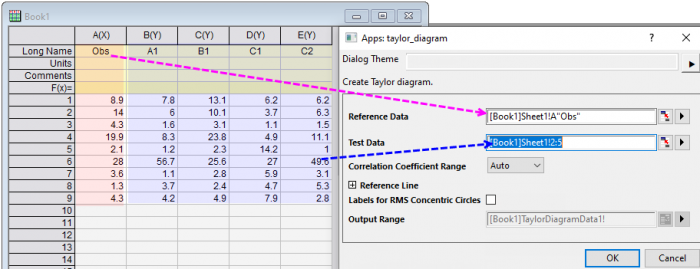 Book1
A(X) B(Y) C(Y) D(Y) E(Y)
Long Name Obs A1 B1 C1 C2
Units
Comments
F(x)=
1 8.9 7.8 13.1 6.2 6.2
2 14 6 10.1 3.7 6.3
3 4.3 1.6 3.1 1.1 1.5
4 19.9 8.3 23.8 4.9 11.1
5 2.1 1.2 2.3 14.2 1
6 28 56.7 25.6 27 49.6
7 3.6 1.1 2.8 5.9 3.1
8 1.3 3.7 2.4 4.7 5.3
9 4.3 4.2 4.9 7.9 2.8
10
11
12
13
14
Apps: taylor_diagram
?
Dialog Theme
Create Taylor diagram.
Reference Data [Book1]Sheet1!A"Obs"
Test Data [Book1]Sheet1!2:5
Correlation Coefficient Range Auto
Reference Line
Labels for RMS Concentric Circles
Output Range [Book1]TaylorDiagramData1!
OK Cancel